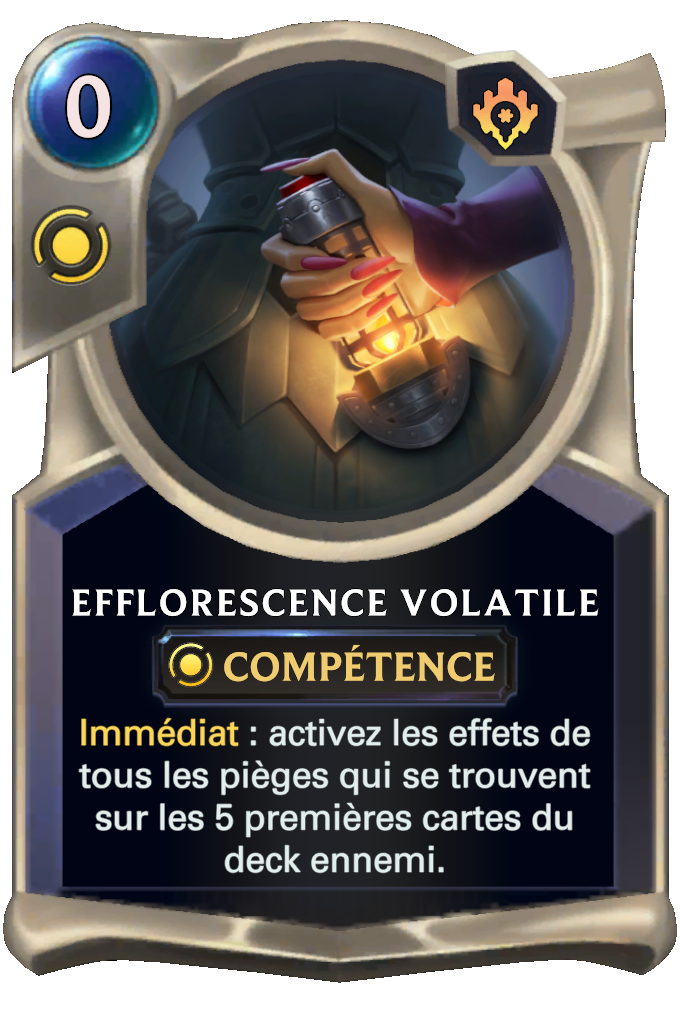 0
EFFLORESCENCE VOLATILE
COMPÉTENCE
Immédiat : activez les effets de
tous les pièges qui se trouvent
sur les 5 premières cartes du
deck ennemi.